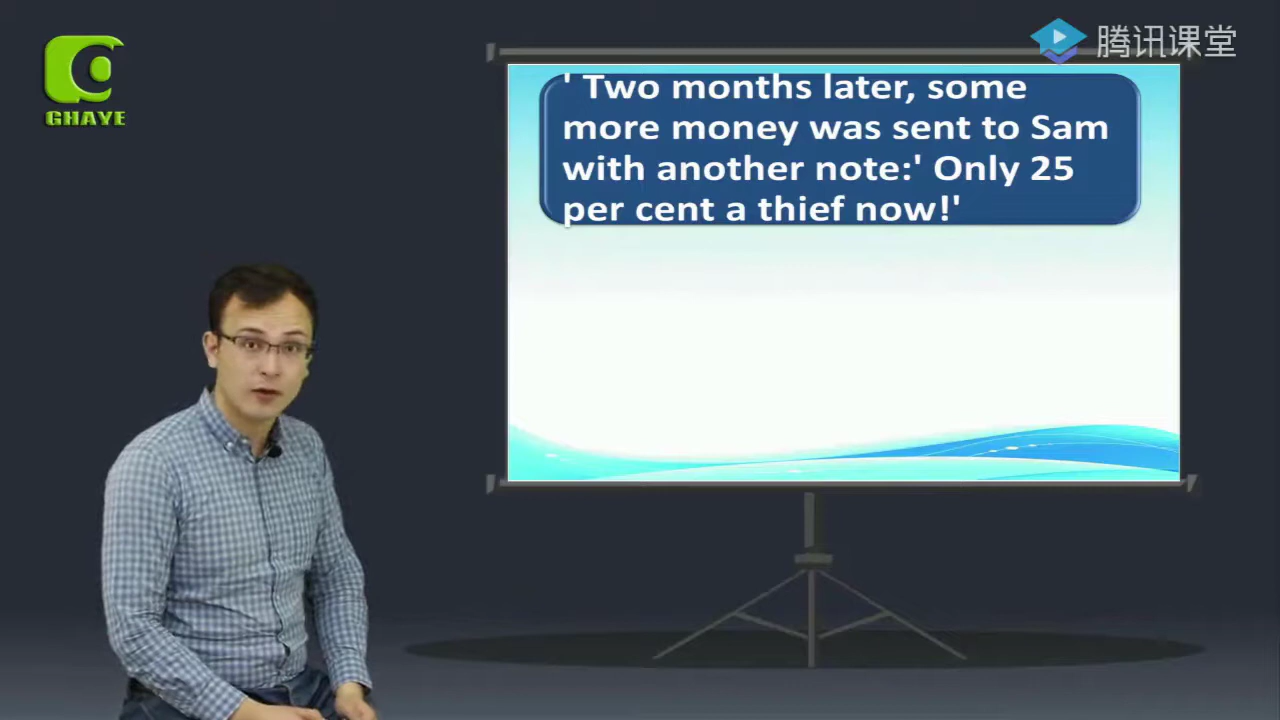 GHAYE
腾讯课堂
' Two months later, some
more money was sent to Sam
with another note:' Only 25
per cent a thief now!'